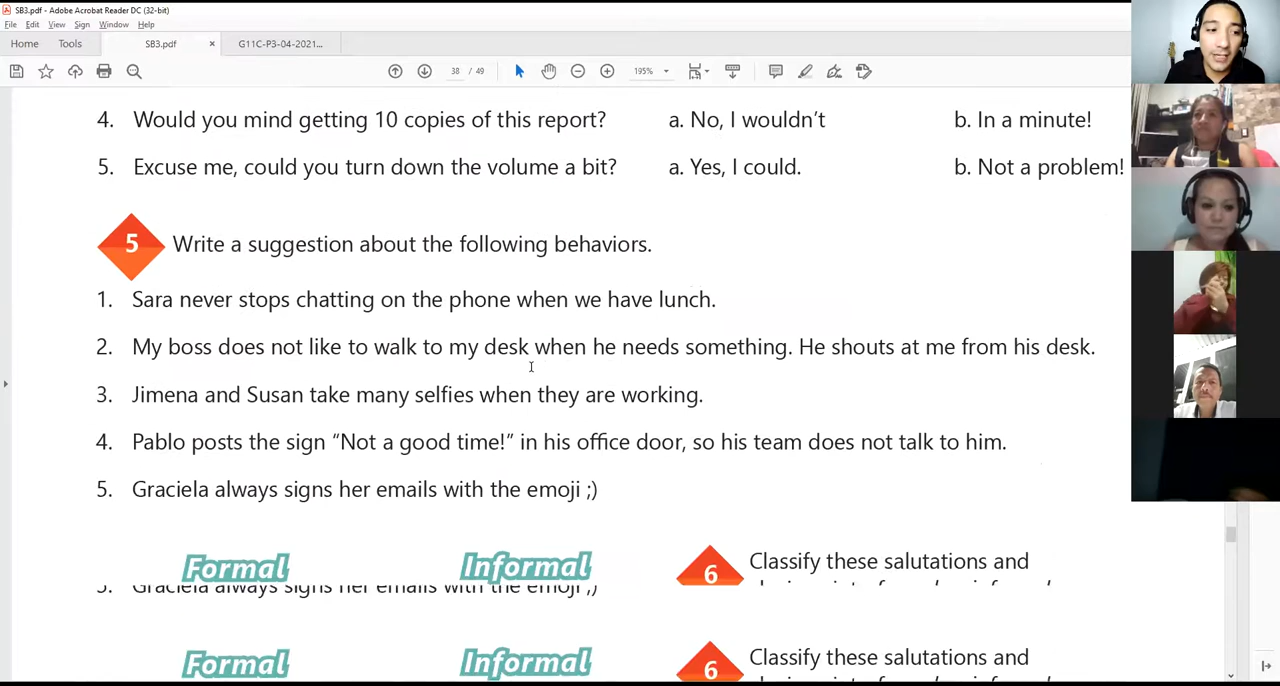 SB3.pdf - Adobe Acrobat Reader DC (32-bit)
File Edit View Sign Window Help
Home Tools SB3.pdf × G11C-P3-04-2021...
38 / 49 195%
4. Would you mind getting 10 copies of this report? a. No, I wouldn't b. In a minute!
5. Excuse me, could you turn down the volume a bit? a. Yes, I could. b. Not a problem!
5 Write a suggestion about the following behaviors.
1. Sara never stops chatting on the phone when we have lunch.
2. My boss does not like to walk to my desk when he needs something. He shouts at me from his desk.
3. Jimena and Susan take many selfies when they are working.
4. Pablo posts the sign “Not a good time!” in his office door, so his team does not talk to him.
5. Graciela always signs her emails with the emoji ;)
Formal Informal 6 Classify these salutations and
5. Graciela always signs her emails with the emoji ;)
Formal Informal 6 Classify these salutations and